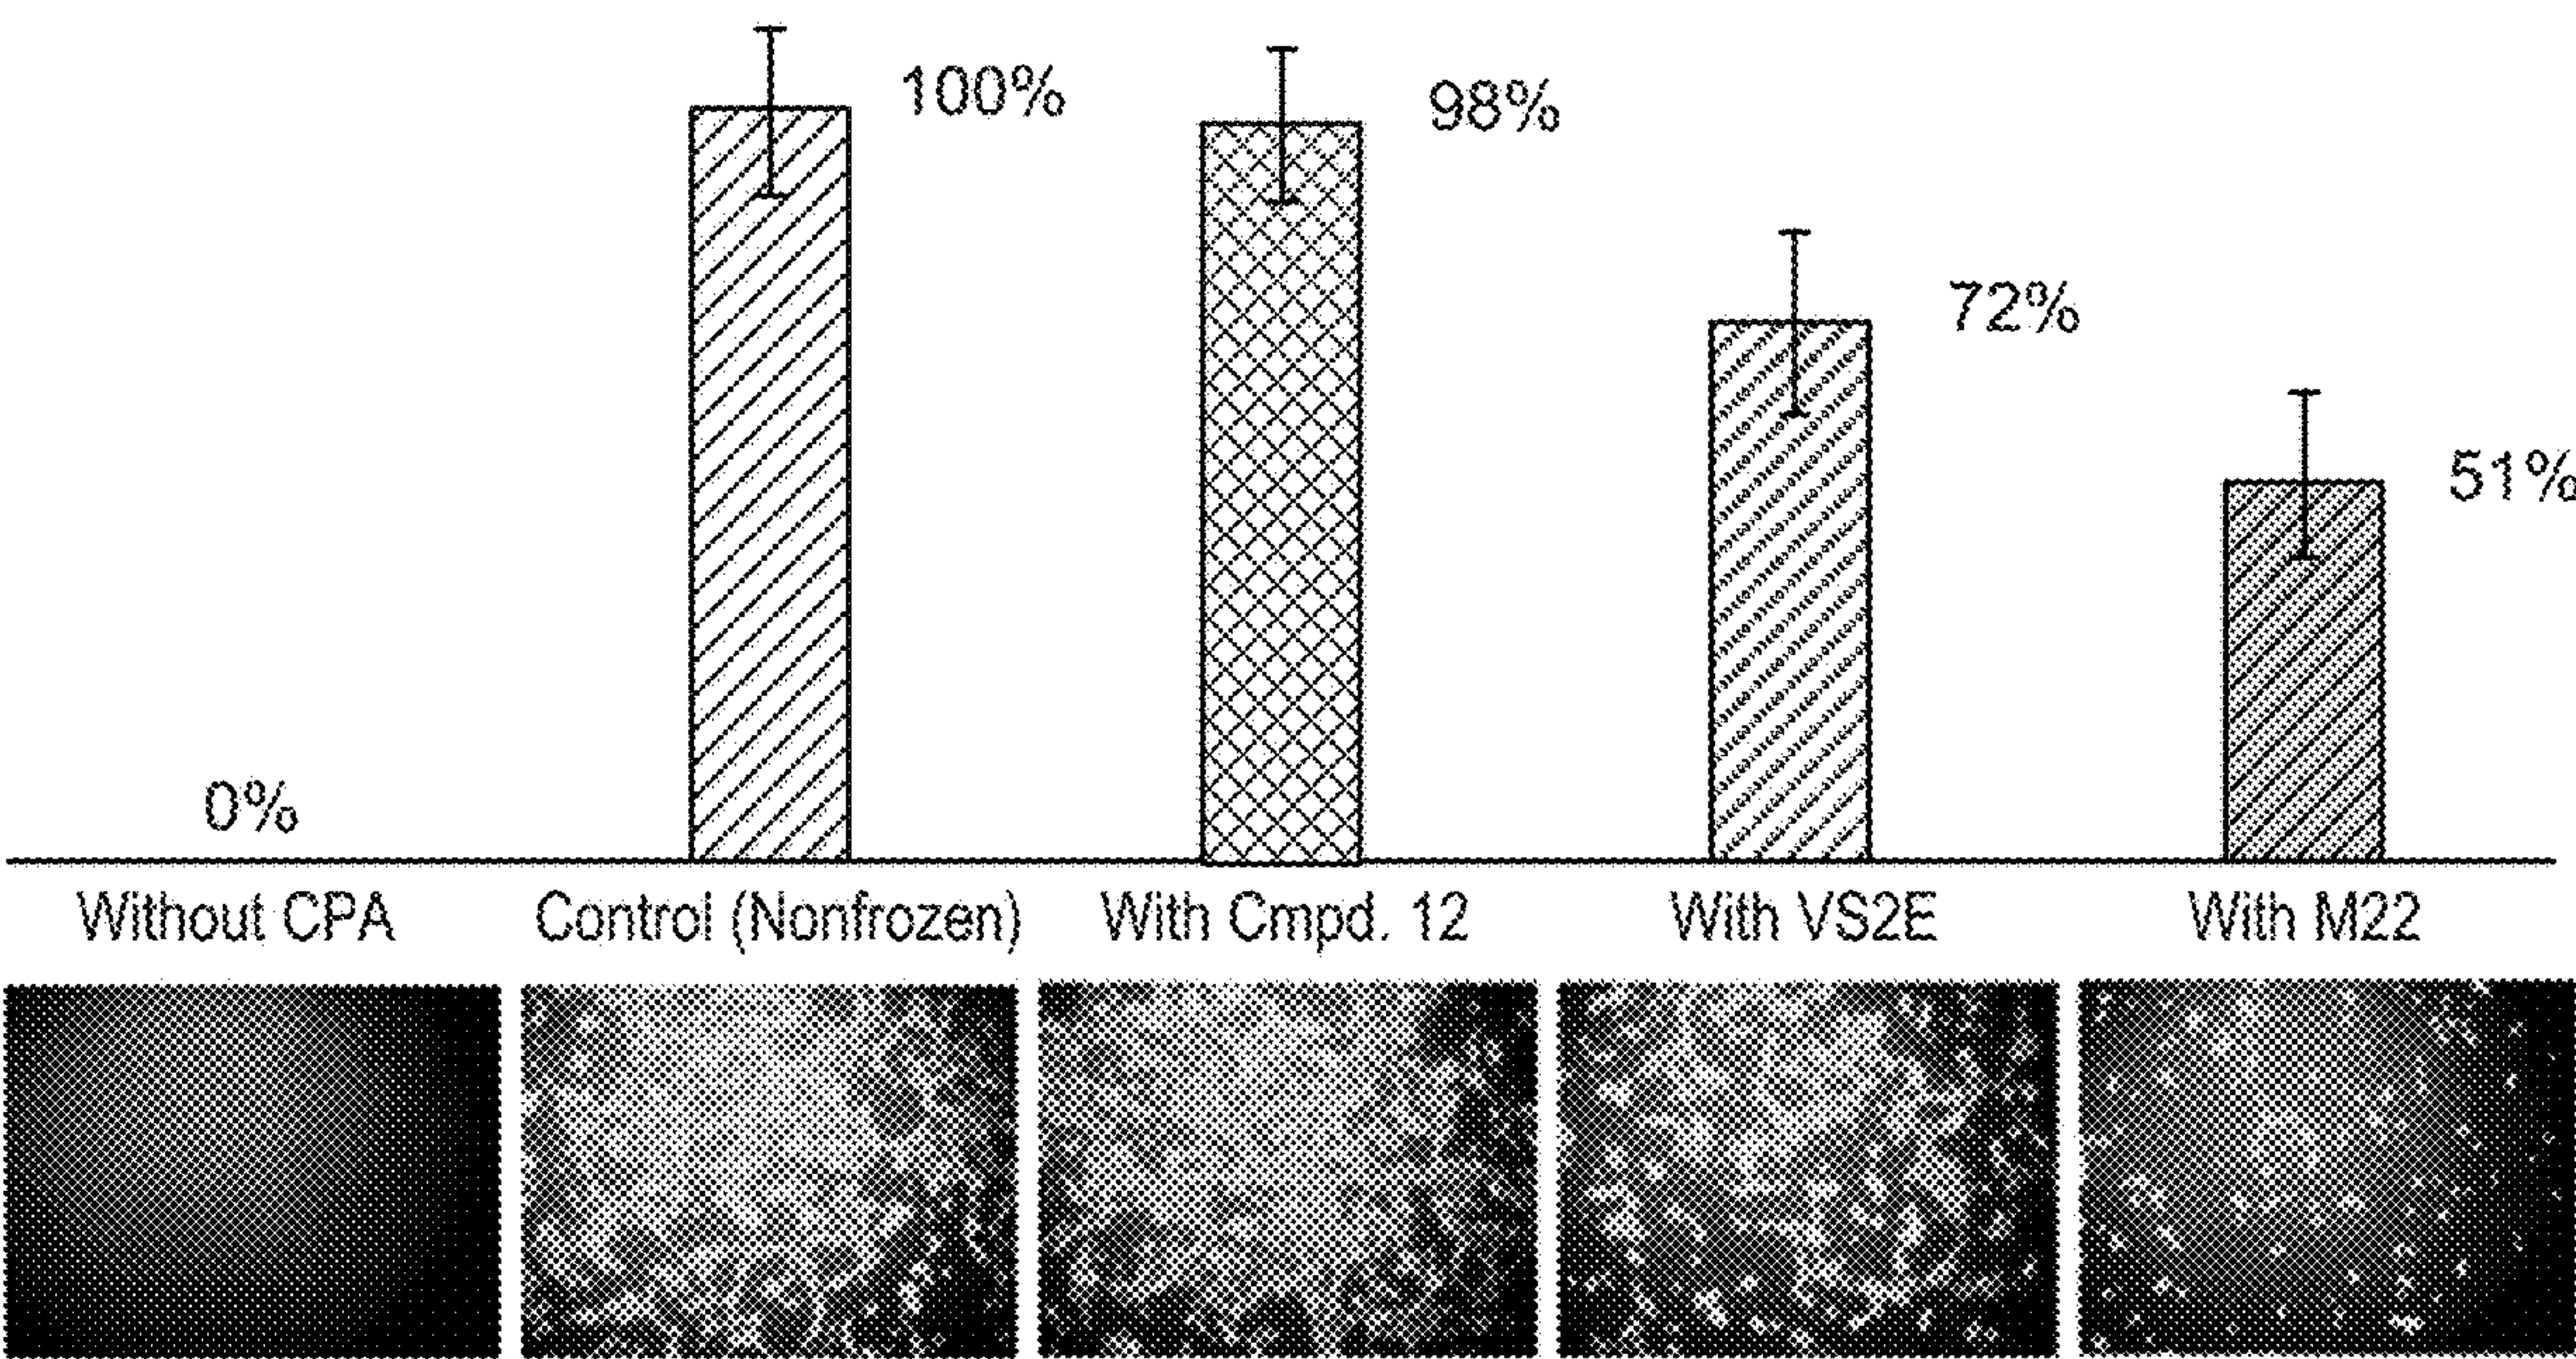 100%
98%
72%
51%
0%
Without CPA
Control (Nonfrozen)
With Cmpd. 12
With VS2E
With M22